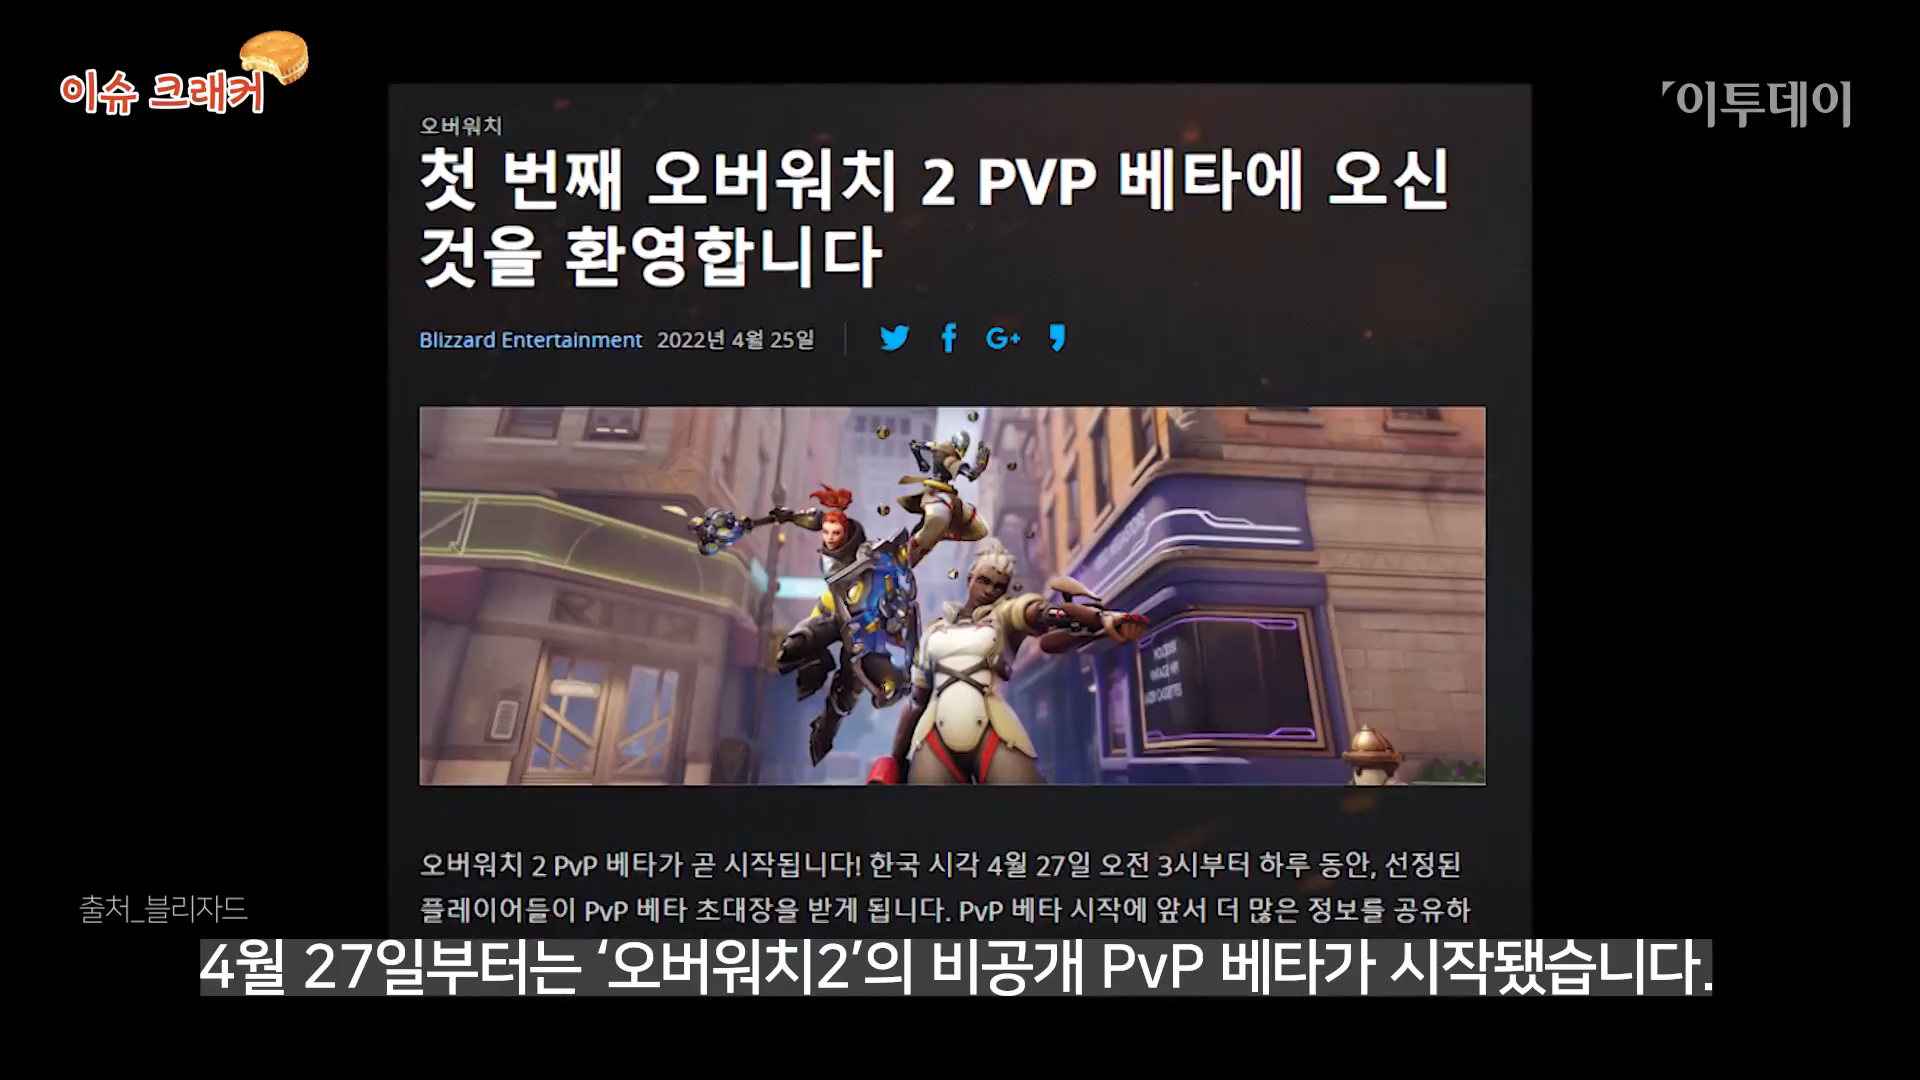 이슈 크래커
이투데이
오버워치
첫 번째 오버워치 2 PVP 베타에 오신
것을 환영합니다
Blizzard Entertainment 2022년 4월 25일
오버워치 2 PvP 베타가 곧 시작됩니다! 한국 시각 4월 27일 오전 3시부터 하루 동안, 선정된
플레이어들이 PvP 베타 초대장을 받게 됩니다. PvP 베타 시작에 앞서 더 많은 정보를 공유하
출처_블리자드
4월 27일부터는 ‘오버워치2’의 비공개 PvP 베타가 시작됐습니다.